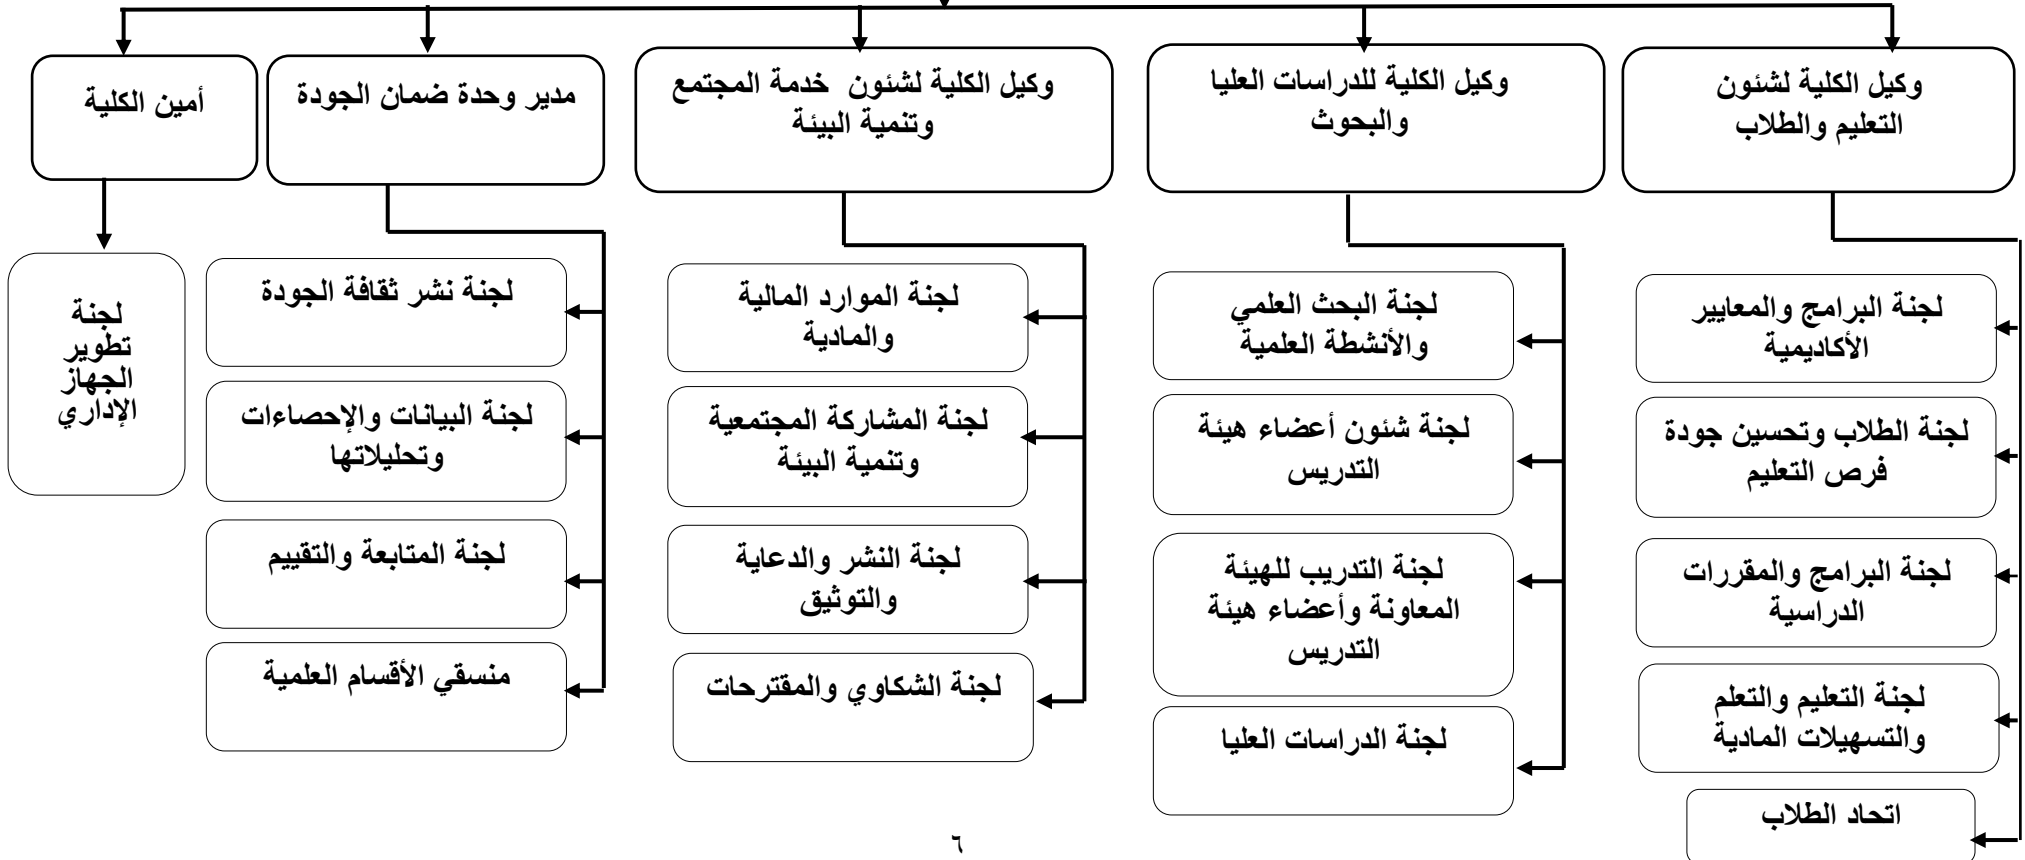 وكيل الكلية لشئون
التعليم والطلاب
وكيل الكلية للدراسات العليا
والبحوث
وكيل الكلية لشئون خدمة المجتمع
وتنمية البيئة
مدير وحدة ضمان الجودة
أمين الكلية
لجنة البرامج والمعايير
الأكاديمية
لجنة الطلاب وتحسين جودة
فرص التعليم
لجنة البرامج والمقررات
الدراسية
لجنة التعليم والتعلم
والتسهيلات المادية
اتحاد الطلاب
لجنة البحث العلمي
والأنشطة العلمية
لجنة شئون أعضاء هيئة
التدريس
لجنة التدريب للهيئة
المعاونة وأعضاء هيئة
التدريس
لجنة الدراسات العليا
لجنة الموارد المالية
والمادية
لجنة المشاركة المجتمعية
وتنمية البيئة
لجنة النشر والدعاية
والتوثيق
لجنة الشكاوي والمقترحات
لجنة نشر ثقافة الجودة
لجنة البيانات والإحصاءات
وتحليلاتها
لجنة المتابعة والتقييم
منسقي الأقسام العلمية
لجنة
تطوير
الجهاز
الإداري
٦